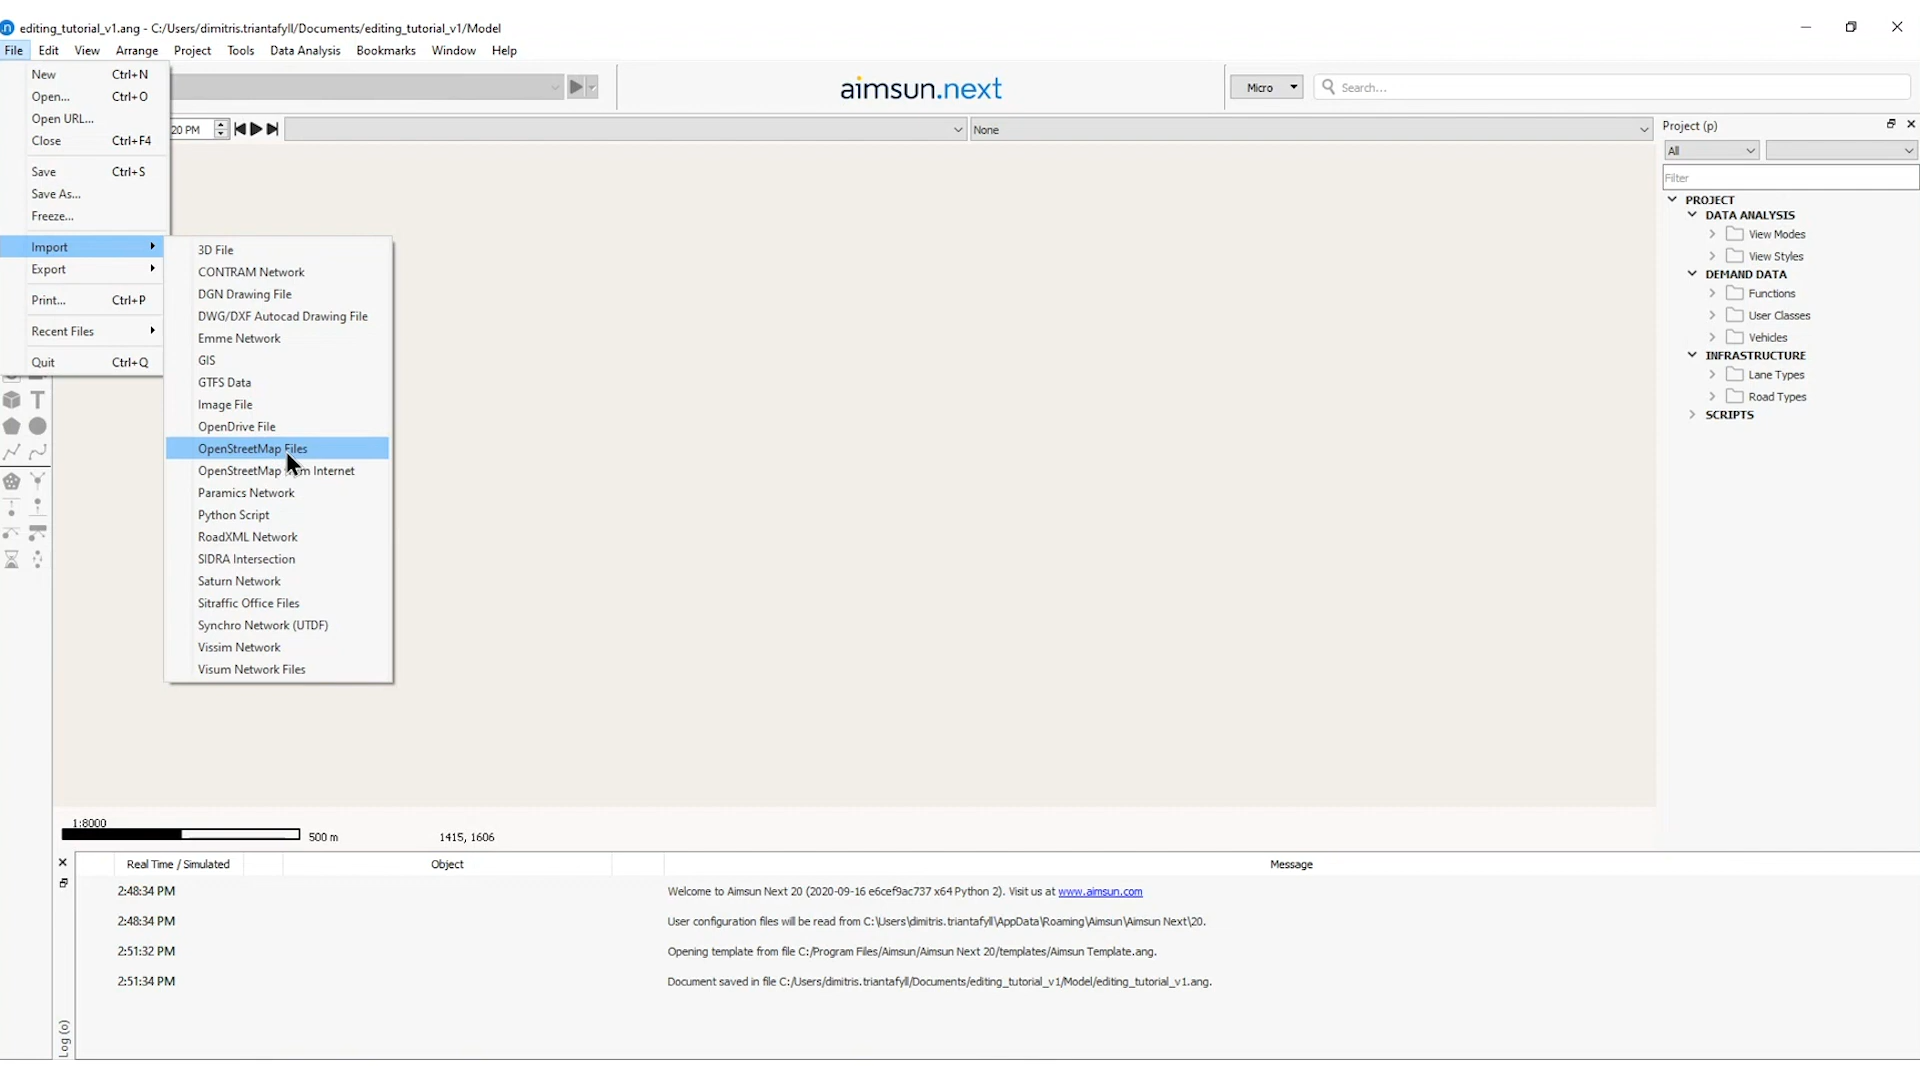 editing_tutorial_v1.ang - C:/Users/dimitris.triantafyll/Documents/editing_tutorial_v1/Model
File Edit View Arrange Project Tools Data Analysis Bookmarks Window Help
New Ctrl+N
Open... Ctrl+O
Open URL...
Close Ctrl+F4
Save Ctrl+S
Save As...
Freeze...
Import
Export
Print... Ctrl+P
Recent Files
Quit Ctrl+Q
3D File
CONTRAM Network
DGN Drawing File
DWG/DXF Autocad Drawing File
Emme Network
GIS
GTFS Data
Image File
OpenDrive File
OpenStreetMap Files
OpenStreetMap Internet
Paramics Network
Python Script
RoadXML Network
SIDRA Intersection
Saturn Network
Sitraffic Office Files
Synchro Network (UTDF)
Vissim Network
Visum Network Files
aimsun.next
Micro
Search...
20 PM
None
Project (p)
All
Filter
PROJECT
DATA ANALYSIS
View Modes
View Styles
DEMAND DATA
Functions
User Classes
Vehicles
INFRASTRUCTURE
Lane Types
Road Types
SCRIPTS
1:8000
500 m
1415, 1606
Real Time / Simulated Object Message
2:48:34 PM Welcome to Aimsun Next 20 (2020-09-16 e6cef9ac737 x64 Python 2). Visit us at www.aimsun.com
2:48:34 PM User configuration files will be read from C:\Users\dimitris.triantafyll\AppData\Roaming\Aimsun\Aimsun Next\20.
2:51:32 PM Opening template from file C:/Program Files/Aimsun/Aimsun Next 20/templates/Aimsun Template.ang.
2:51:34 PM Document saved in file C:/Users/dimitris.triantafyll/Documents/editing_tutorial_v1/Model/editing_tutorial_v1.ang.
Log (o)